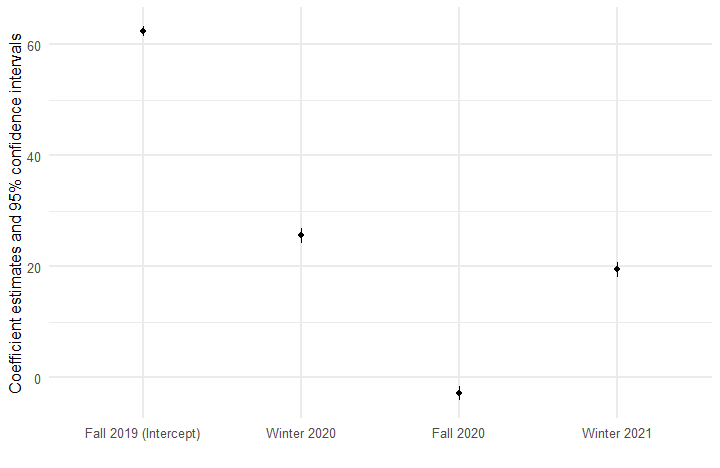 Coefficient estimates and 95% confidence intervals
60
40
20
0
Fall 2019 (Intercept) Winter 2020 Fall 2020 Winter 2021